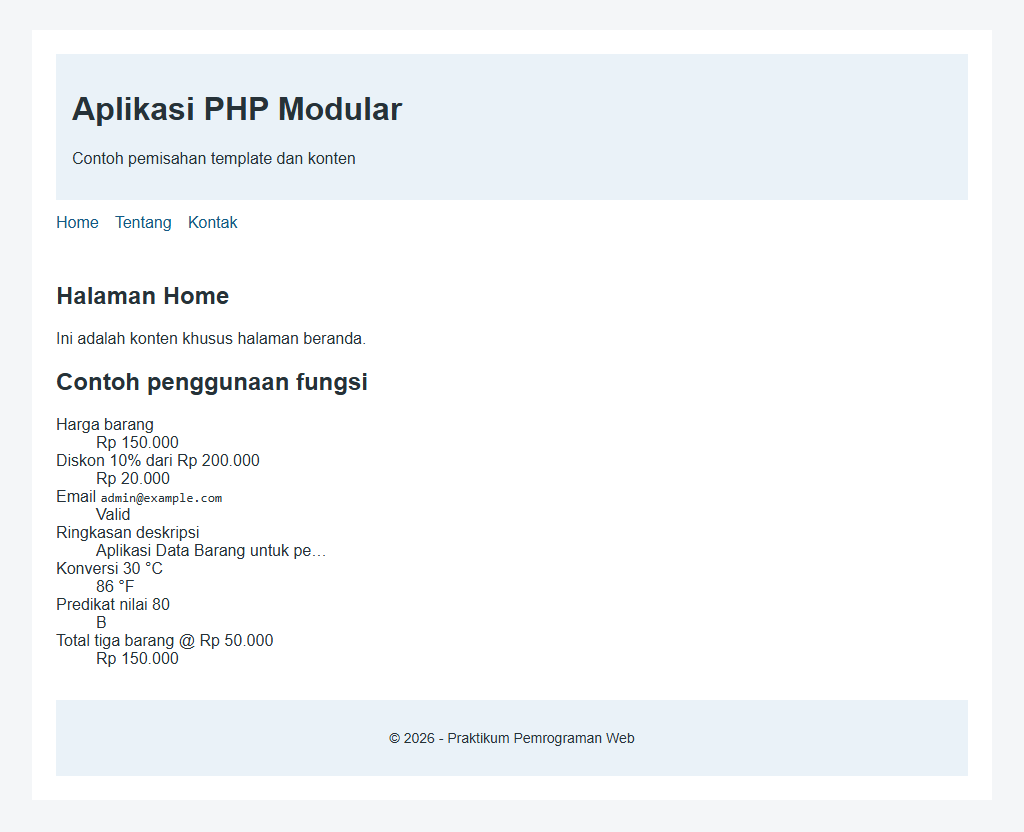 Aplikasi PHP Modular
Contoh pemisahan template dan konten
Home Tentang Kontak
Halaman Home
Ini adalah konten khusus halaman beranda.
Contoh penggunaan fungsi
Harga barang
Rp 150.000
Diskon 10% dari Rp 200.000
Rp 20.000
Email admin@example.com
Valid
Ringkasan deskripsi
Aplikasi Data Barang untuk pe…
Konversi 30 °C
86 °F
Predikat nilai 80
B
Total tiga barang @ Rp 50.000
Rp 150.000
© 2026 - Praktikum Pemrograman Web